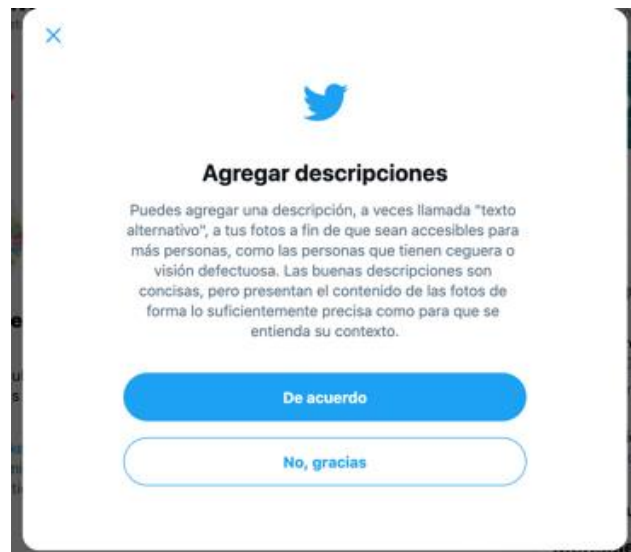 Agregar descripciones
Puedes agregar una descripción, a veces llamada "texto
alternativo", a tus fotos a fin de que sean accesibles para
más personas, como las personas que tienen ceguera o
visión defectuosa. Las buenas descripciones son
concisas, pero presentan el contenido de las fotos de
forma lo suficientemente precisa como para que se
entienda su contexto.
De acuerdo
No, gracias